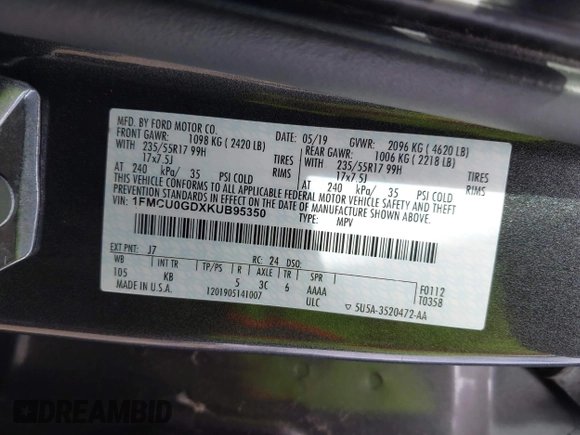 MFD. BY FORD MOTOR CO.
DATE: 05/19 GVWR: 2096 KG ( 4620 LB)
FRONT GAWR: 1098 KG ( 2420 LB)
REAR GAWR: 1006 KG ( 2218 LB)
WITH 235/55R17 99H TIRES
WITH 235/55R17 99H TIRES
17x7.5J RIMS
17x7.5J RIMS
AT 240 kPa/ 35 PSI COLD
AT 240 kPa/ 35 PSI COLD
THIS VEHICLE CONFORMS TO ALL APPLICABLE FEDERAL MOTOR VEHICLE SAFETY AND THEFT
PREVENTION STANDARDS IN EFFECT ON THE DATE OF MANUFACTURE SHOWN ABOVE.
VIN: 1FMCU0GDXKUB95350
TYPE: MPV
EXT PNT: J7 RC: 24 DSO:
WB INT TR TP/PS R AXLE TR SPR
105 KB 5 3C 6 AAAA
F0112
T0358
ULC
MADE IN U.S.A. 1201905141007
▽ 5U5A-3520472-AA
DREAMBID